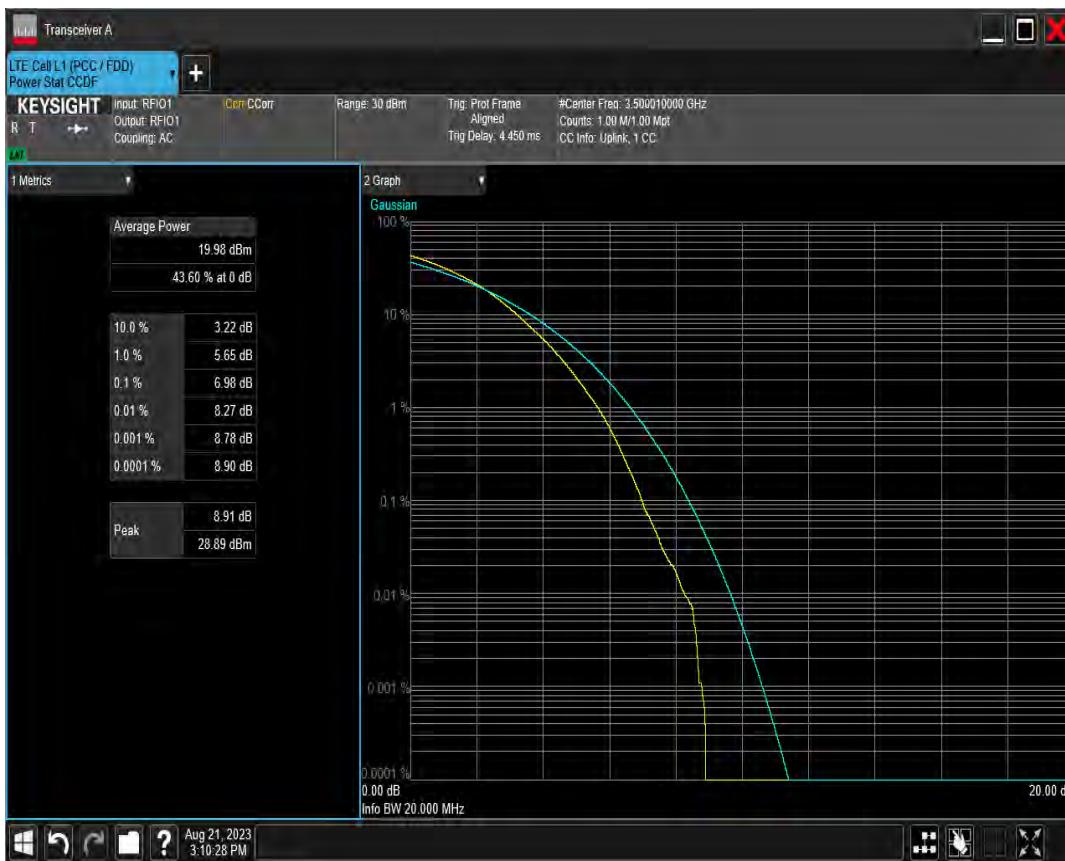 Transceiver A
LTE Cell L1 (PCC / FDD)
Power Stat CCDF
+
KEYSIGHT
R T
LXI
Input: RFIO1
Output: RFIO1
Coupling: AC
Corr CCorr
Range: 30 dBm
Trig: Prot Frame
Aligned
Trig Delay: 4.450 ms
#Center Freq: 3.500010000 GHz
Counts: 1.00 M/1.00 Mpt
CC Info: Uplink, 1 CC
1 Metrics
Average Power
19.98 dBm
43.60 % at 0 dB
10.0 % 3.22 dB
1.0 % 5.65 dB
0.1 % 6.98 dB
0.01 % 8.27 dB
0.001 % 8.78 dB
0.0001 % 8.90 dB
Peak 8.91 dB
28.89 dBm
2 Graph
Gaussian
100 %
10 %
1 %
0.1 %
0.01 %
0.001 %
0.0001 %
0.00 dB 20.00 d
Info BW 20.000 MHz
?
Aug 21, 2023
3:10:28 PM